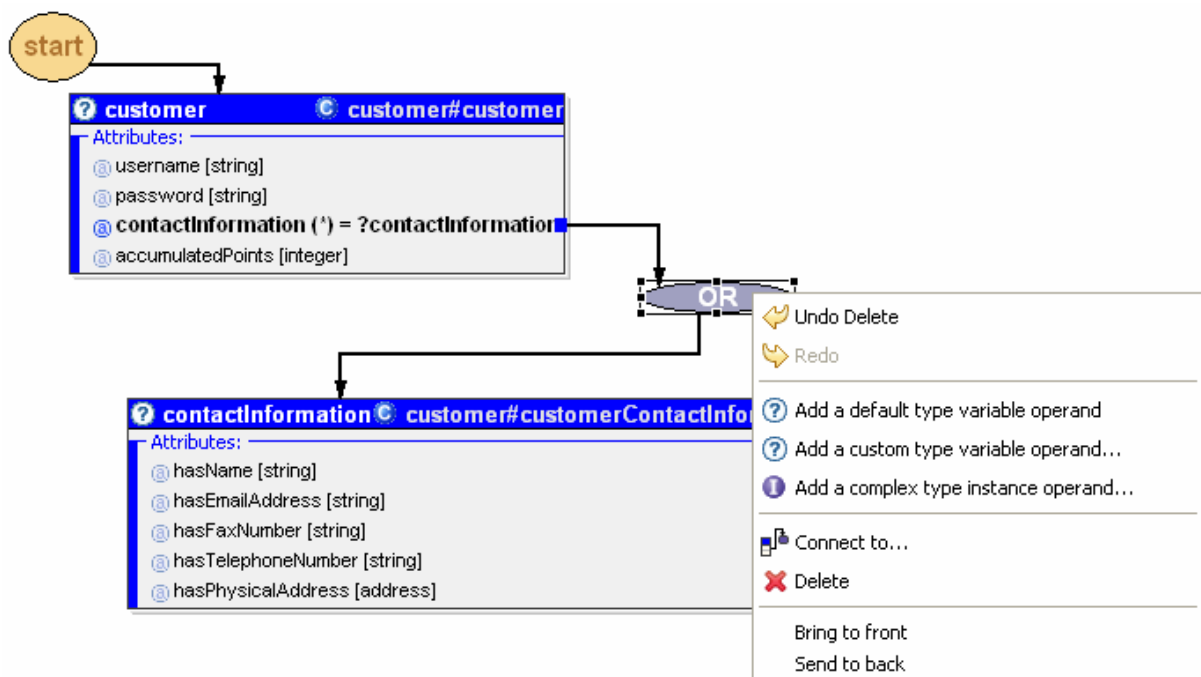 start
? customer C customer#customer
Attributes:
@ username [string]
@ password [string]
@ contactInformation (*) = ?contactInformation
@ accumulatedPoints [integer]
OR
Undo Delete
Redo
? Add a default type variable operand
? Add a custom type variable operand...
I Add a complex type instance operand...
Connect to...
Delete
Bring to front
Send to back
? contactInformation C customer#customerContactInfo
Attributes:
@ hasName [string]
@ hasEmailAddress [string]
@ hasFaxNumber [string]
@ hasTelephoneNumber [string]
@ hasPhysicalAddress [address]